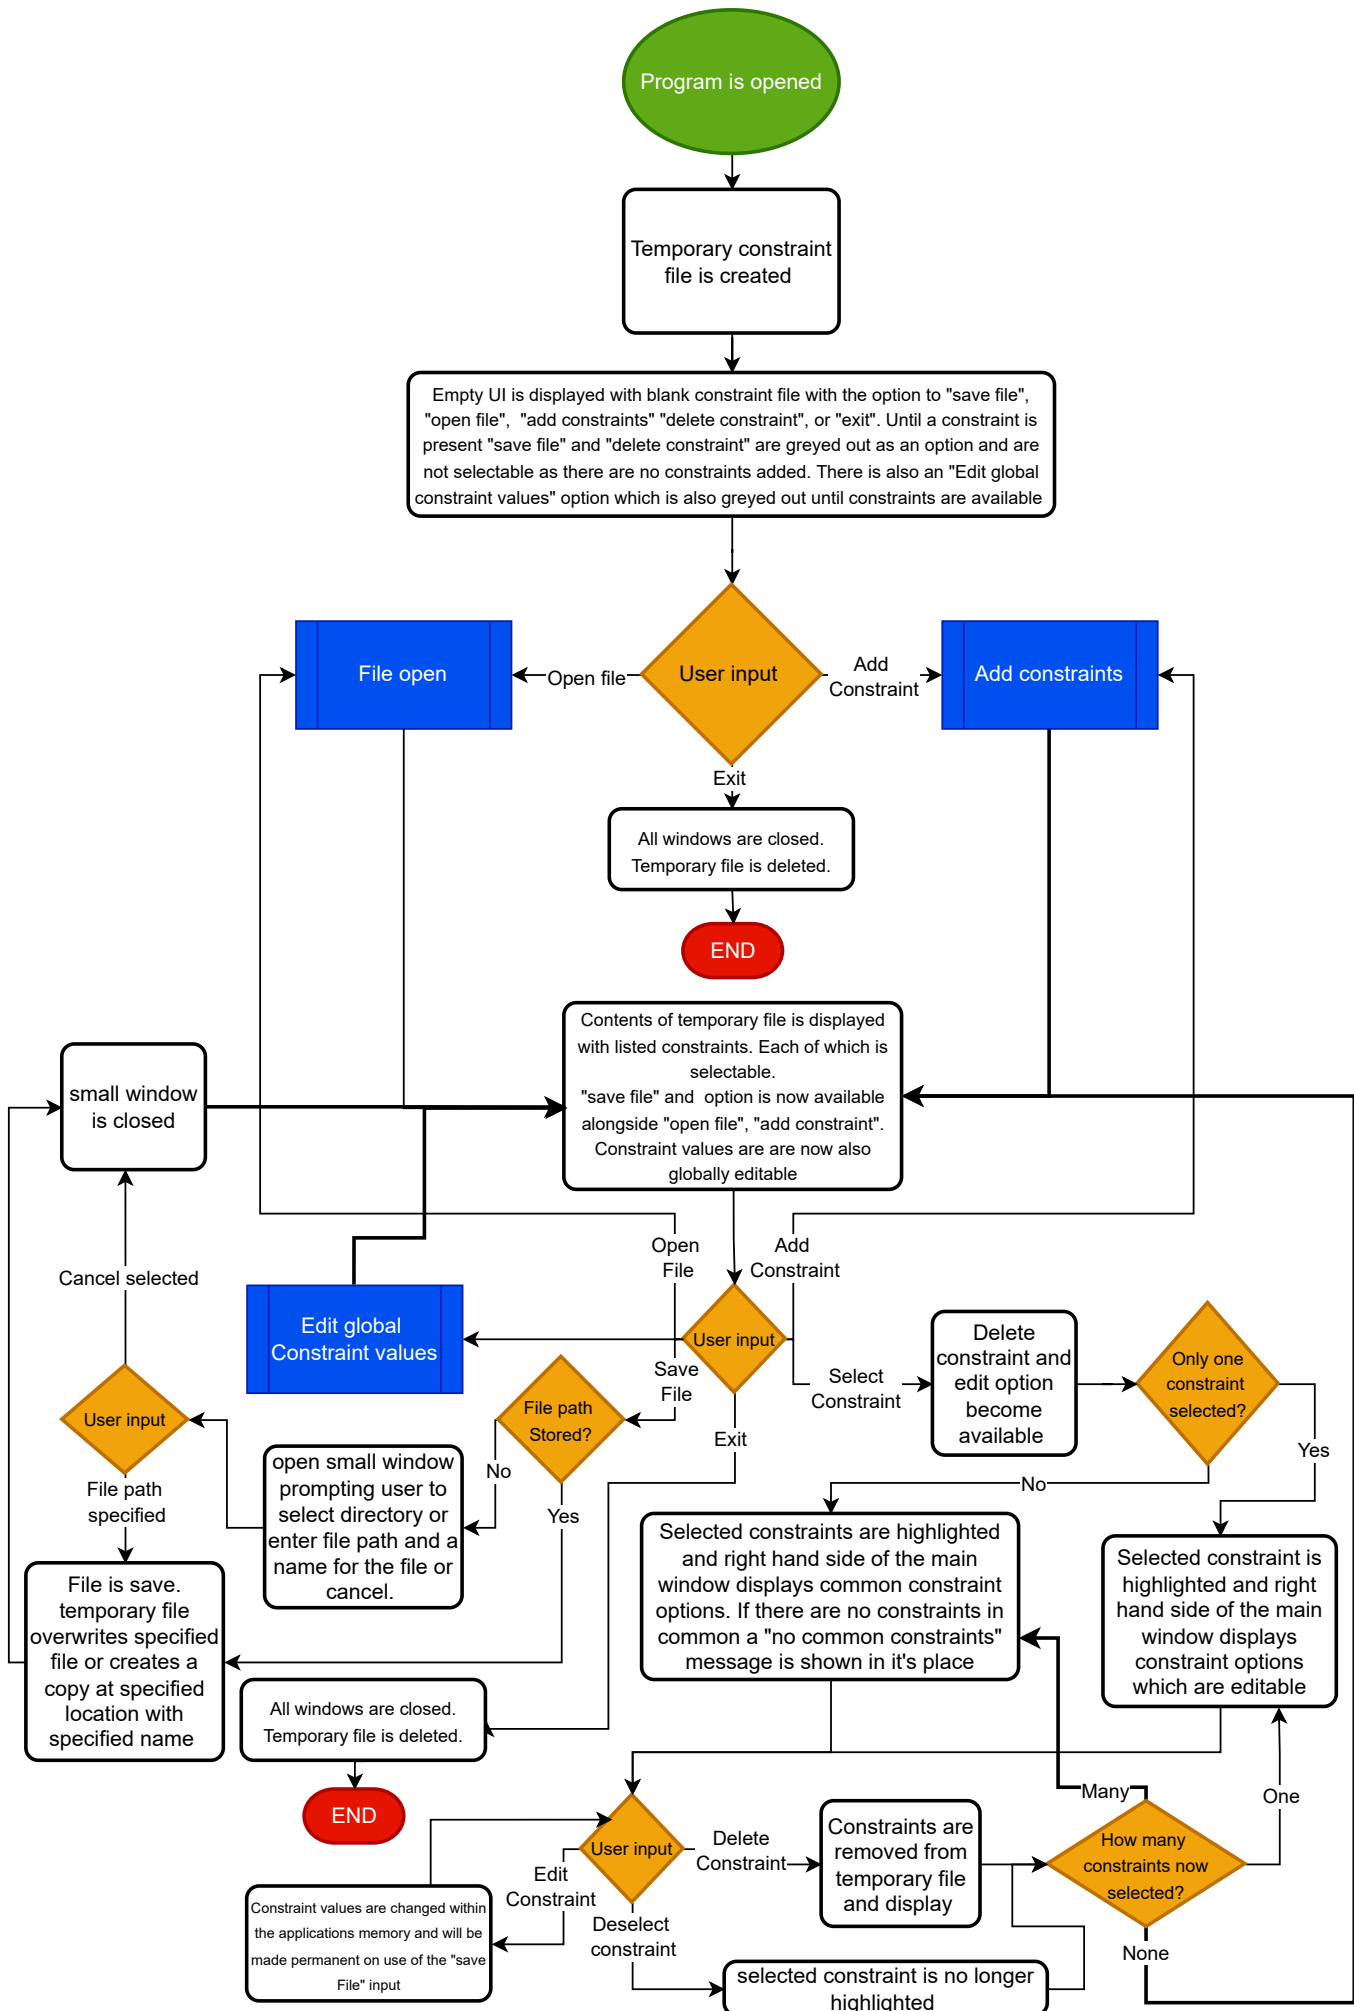 Program is opened
Temporary constraint
file is created
Empty UI is displayed with blank constraint file with the option to "save file",
"open file",  "add constraints" "delete constraint", or "exit". Until a constraint is
present "save file" and "delete constraint" are greyed out as an option and are
not selectable as there are no constraints added. There is also an "Edit global
constraint values" option which is also greyed out until constraints are available
File open
Open file
User input
Add
Constraint
Add constraints
Exit
All windows are closed.
Temporary file is deleted.
END
Contents of temporary file is displayed
with listed constraints. Each of which is
selectable.
"save file" and  option is now available
alongside "open file", "add constraint".
Constraint values are are now also
globally editable
small window
is closed
Cancel selected
Open
File
Add
Constraint
Edit global
Constraint values
User input
Save
File
Select
Constraint
Delete
constraint and
edit option
become
available
Only one
constraint
selected?
Yes
No
User input
File path
Stored?
Exit
No
Yes
open small window
prompting user to
select directory or
enter file path and a
name for the file or
cancel.
File path
specified
File is save.
temporary file
overwrites specified
file or creates a
copy at specified
location with
specified name
Selected constraints are highlighted
and right hand side of the main
window displays common constraint
options. If there are no constraints in
common a "no common constraints"
message is shown in it's place
Selected constraint is
highlighted and right
hand side of the main
window displays
constraint options
which are editable
All windows are closed.
Temporary file is deleted.
END
User input
Edit
Constraint
Delete
Constraint
Deselect
constraint
Constraints are
removed from
temporary file
and display
Many
One
How many
constraints now
selected?
None
Constraint values are changed within
the applications memory and will be
made permanent on use of the "save
File" input
selected constraint is no longer
highlighted